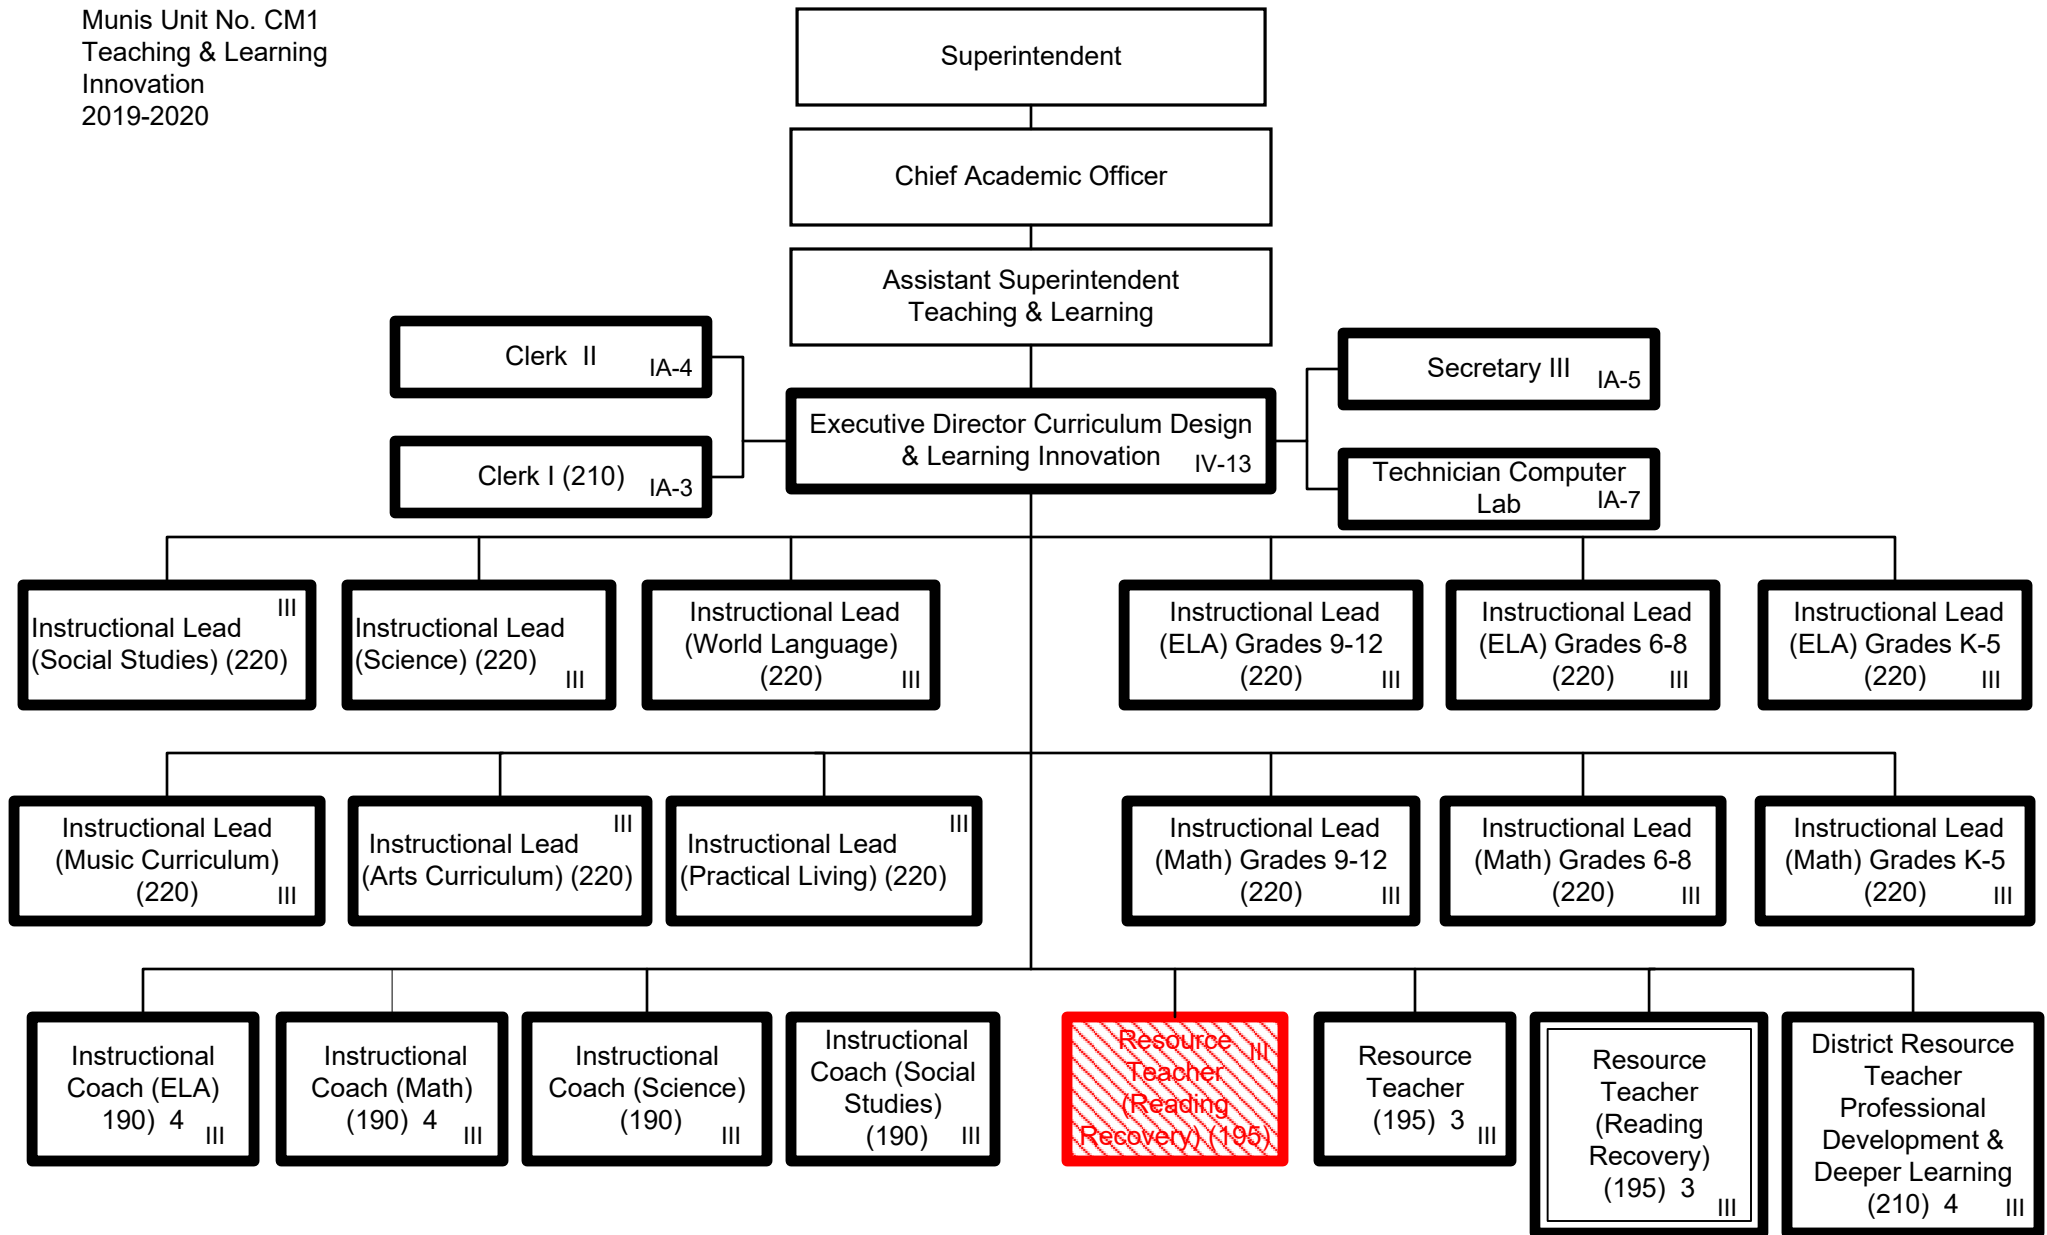 Munis Unit No. CM1
Teaching & Learning
Innovation
2019-2020
Superintendent
Chief Academic Officer
Assistant Superintendent
Teaching & Learning
Clerk  II
IA-4
Clerk I (210)
IA-3
Executive Director Curriculum Design
& Learning Innovation
IV-13
Secretary III
IA-5
Technician Computer
Lab
IA-7
III
Instructional Lead
(Social Studies) (220)
Instructional Lead
(Science) (220)
III
Instructional Lead
(World Language)
(220)
III
Instructional Lead
(ELA) Grades 9-12
(220)
III
Instructional Lead
(ELA) Grades 6-8
(220)
III
Instructional Lead
(ELA) Grades K-5
(220)
III
Instructional Lead
(Music Curriculum)
(220)
III
III
Instructional Lead
(Arts Curriculum) (220)
III
Instructional Lead
(Practical Living) (220)
Instructional Lead
(Math) Grades 9-12
(220)
III
Instructional Lead
(Math) Grades 6-8
(220)
III
Instructional Lead
(Math) Grades K-5
(220)
III
Instructional
Coach (ELA)
190)  4
III
Instructional
Coach (Math)
(190)  4
III
Instructional
Coach (Science)
(190)
III
Instructional
Coach (Social
Studies)
(190)
III
Resource
III
Teacher
(Reading
Recovery) (195)
Resource
Teacher
(195)  3
III
Resource
Teacher
(Reading
Recovery)
(195)  3
III
District Resource
Teacher
Professional
Development &
Deeper Learning
(210)  4
III